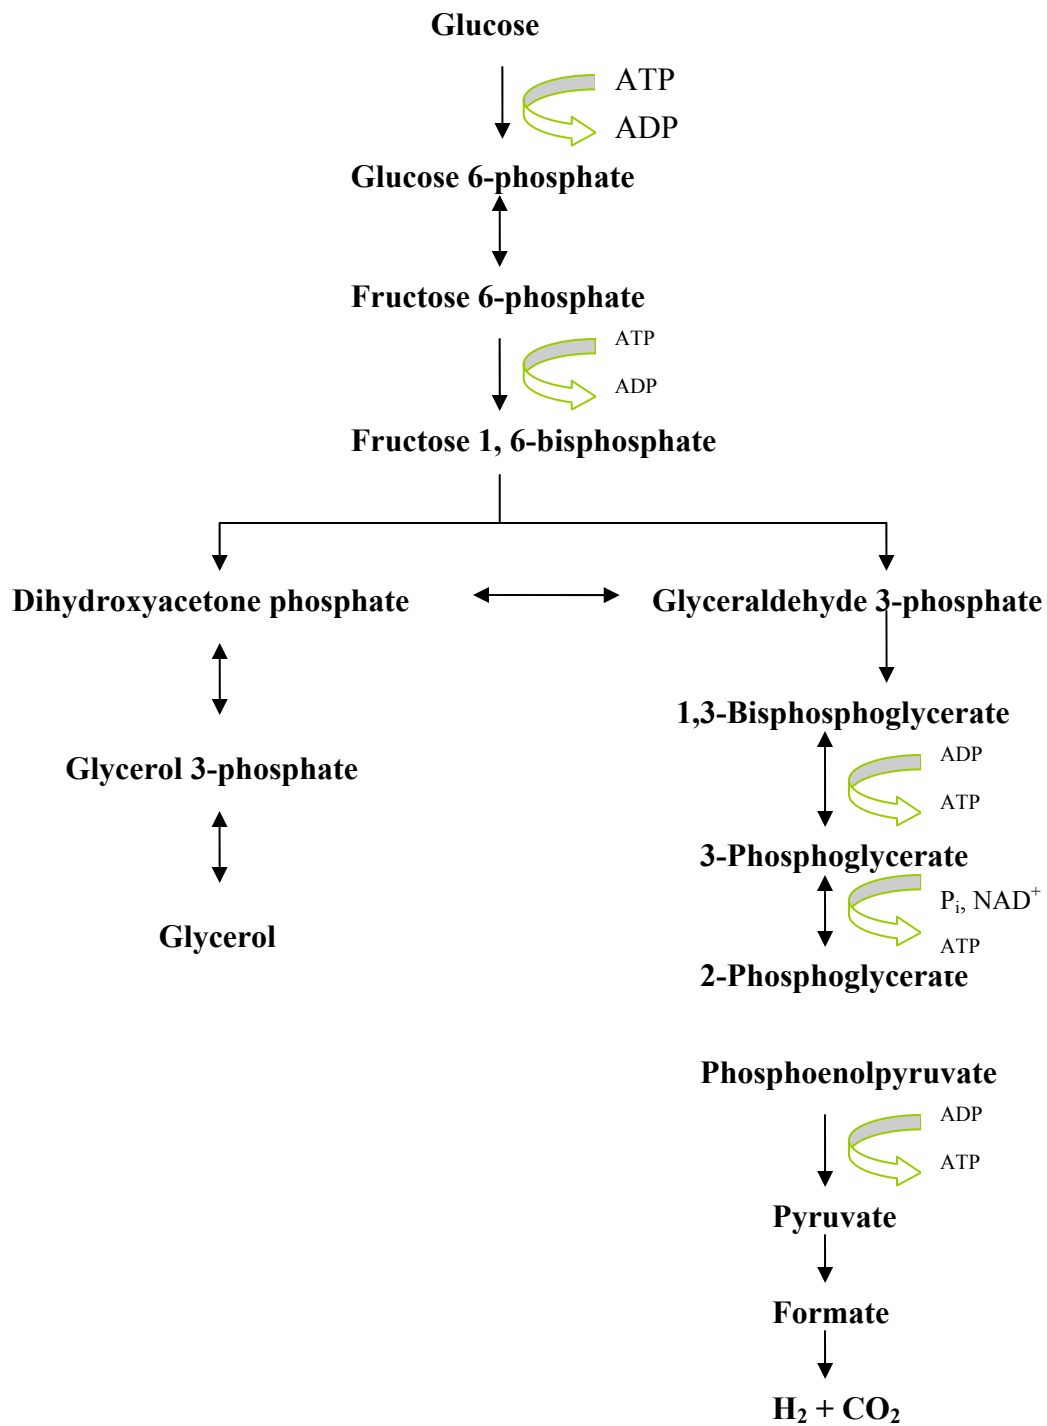 Glucose
ATP
ADP
Glucose 6-phosphate
Fructose 6-phosphate
ATP
ADP
Fructose 1, 6-bisphosphate
Dihydroxyacetone phosphate
Glyceraldehyde 3-phosphate
1,3-Bisphosphoglycerate
ADP
Glycerol 3-phosphate
ATP
3-Phosphoglycerate
Pᵢ, NAD⁺
Glycerol
ATP
2-Phosphoglycerate
Phosphoenolpyruvate
ADP
ATP
Pyruvate
Formate
H₂ + CO₂